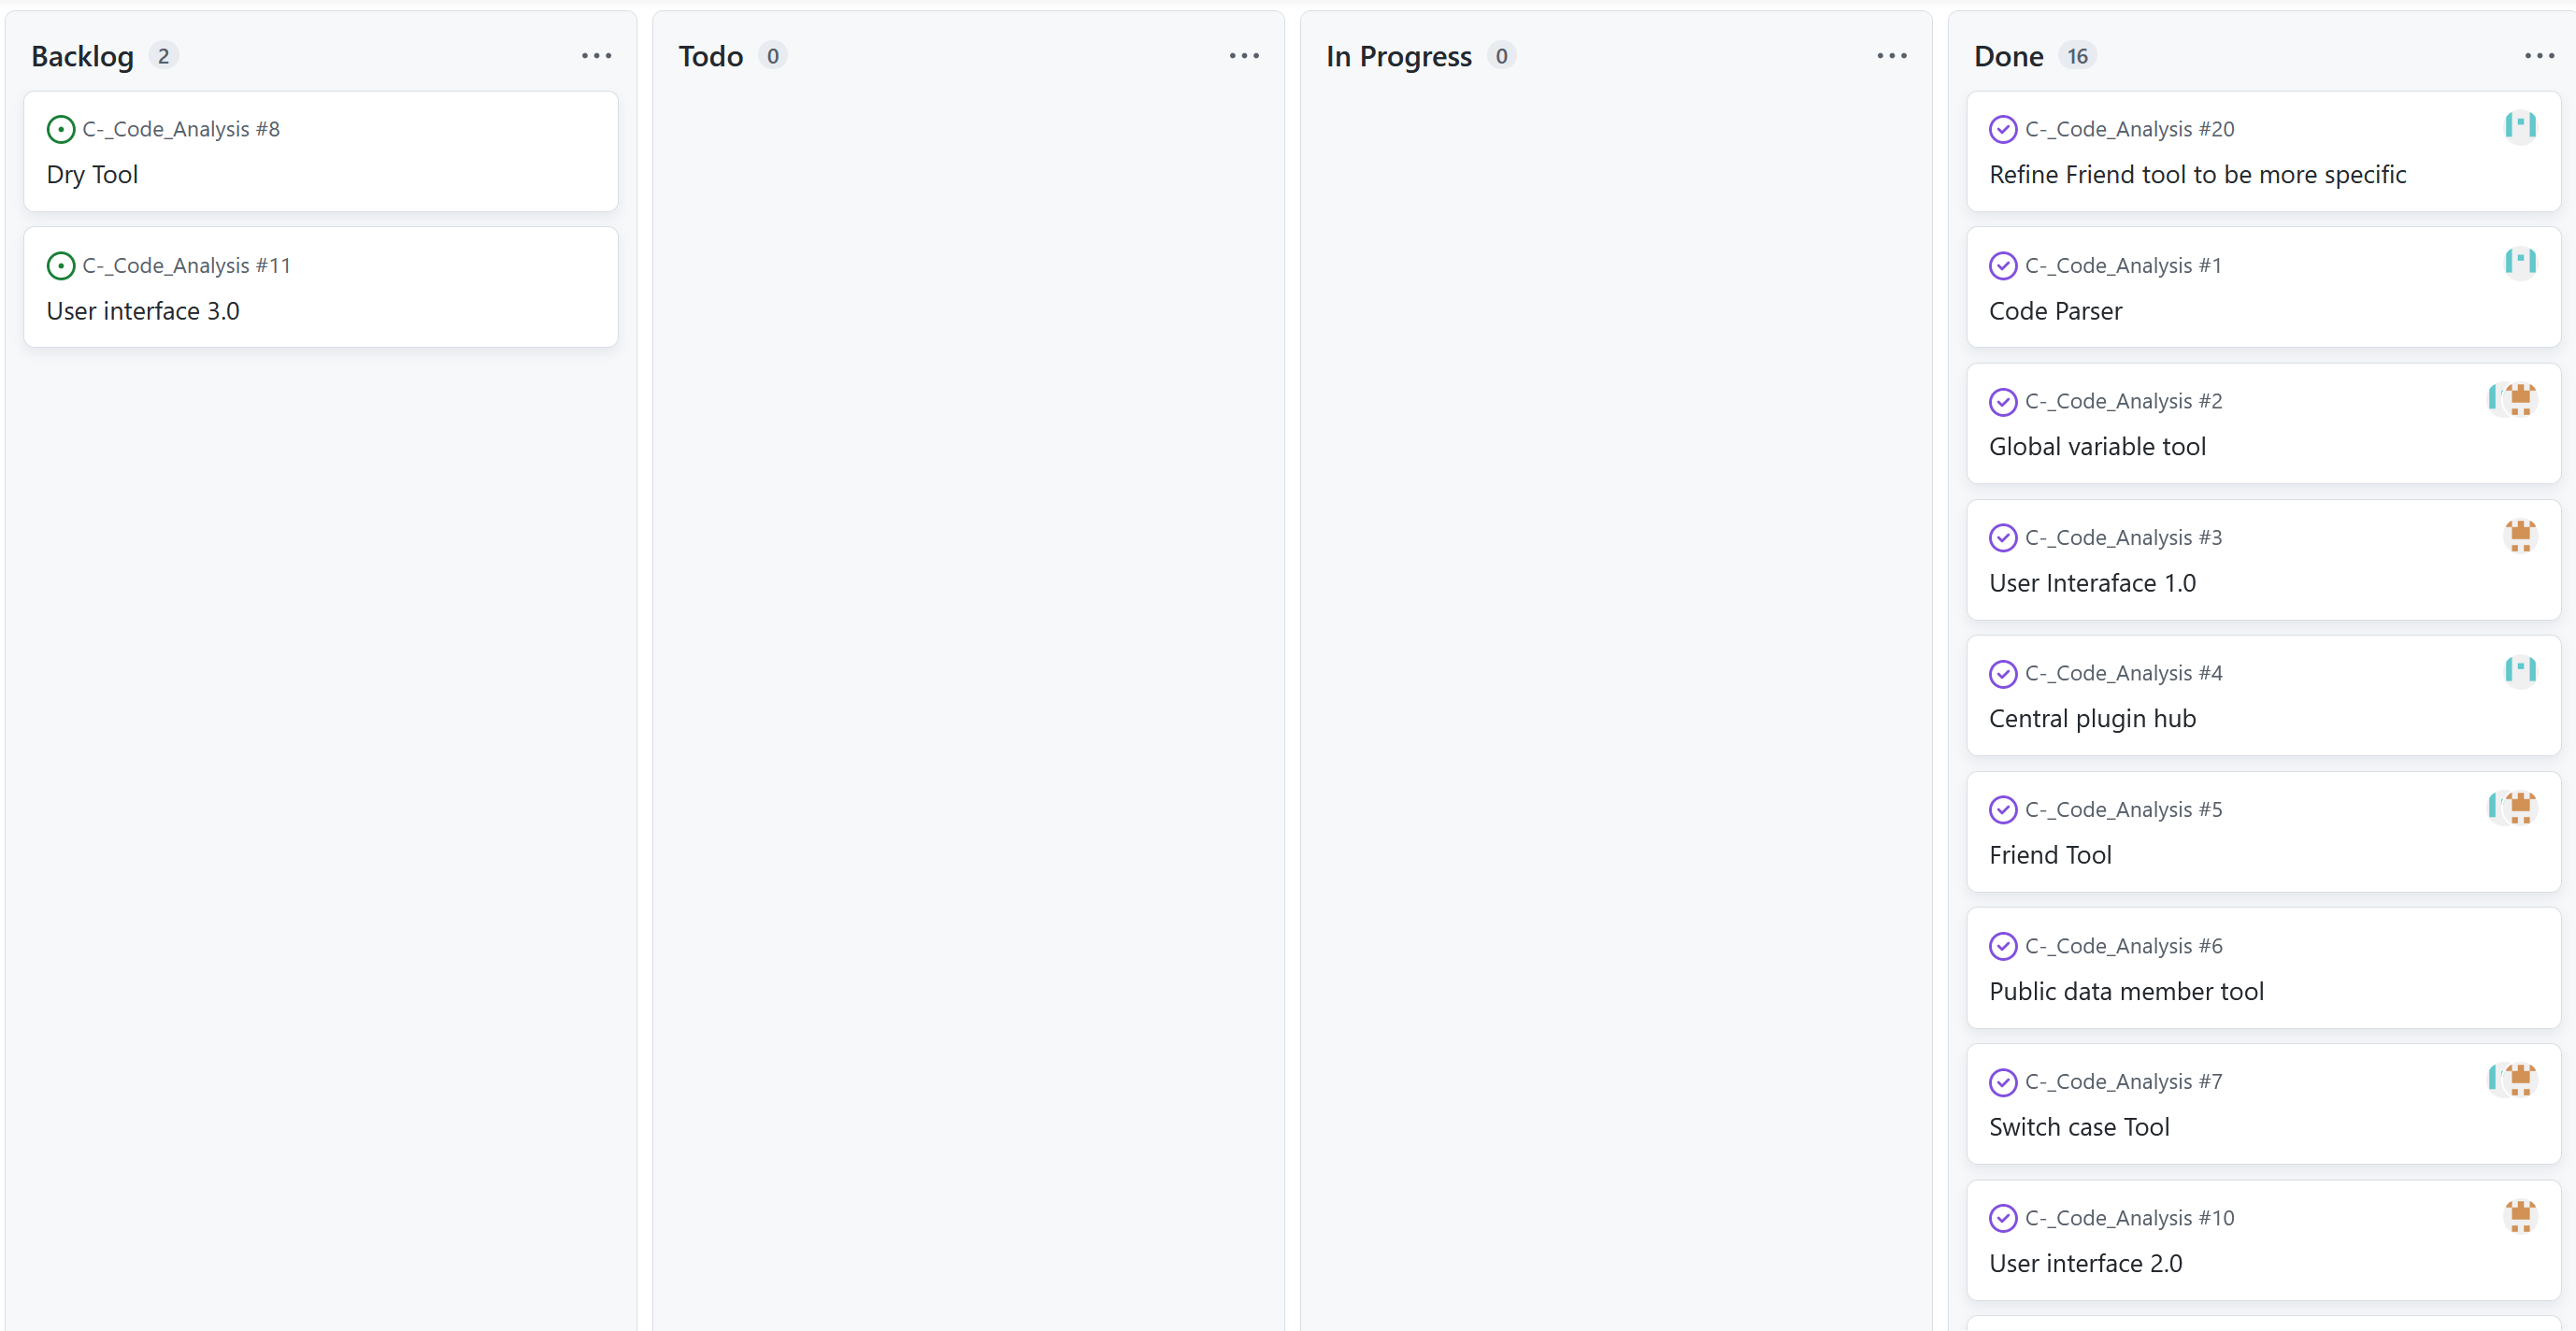 Backlog 2
C-_Code_Analysis #8
Dry Tool
C-_Code_Analysis #11
User interface 3.0
Todo 0
In Progress 0
Done 16
C-_Code_Analysis #20
Refine Friend tool to be more specific
C-_Code_Analysis #1
Code Parser
C-_Code_Analysis #2
Global variable tool
C-_Code_Analysis #3
User Interaface 1.0
C-_Code_Analysis #4
Central plugin hub
C-_Code_Analysis #5
Friend Tool
C-_Code_Analysis #6
Public data member tool
C-_Code_Analysis #7
Switch case Tool
C-_Code_Analysis #10
User interface 2.0